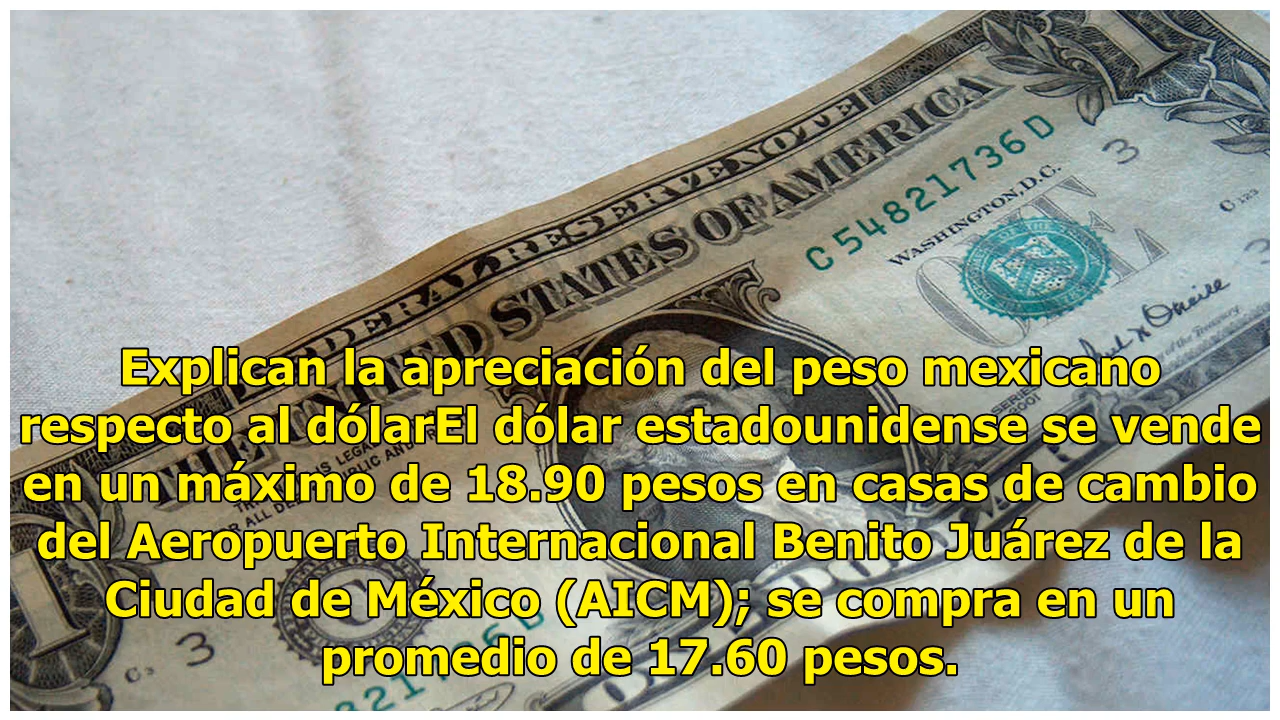 FEDERAL RESERVE NOTE
THE UNITED STATES OF AMERICA
C54821736D
WASHINGTON, D.C.
3
Explican la apreciación del peso mexicano
respecto al dólarEl dólar estadounidense se vende
en un máximo de 18.90 pesos en casas de cambio
del Aeropuerto Internacional Benito Juárez de la
Ciudad de México (AICM); se compra en un
promedio de 17.60 pesos.
SERIES
2001
1
C
3
1